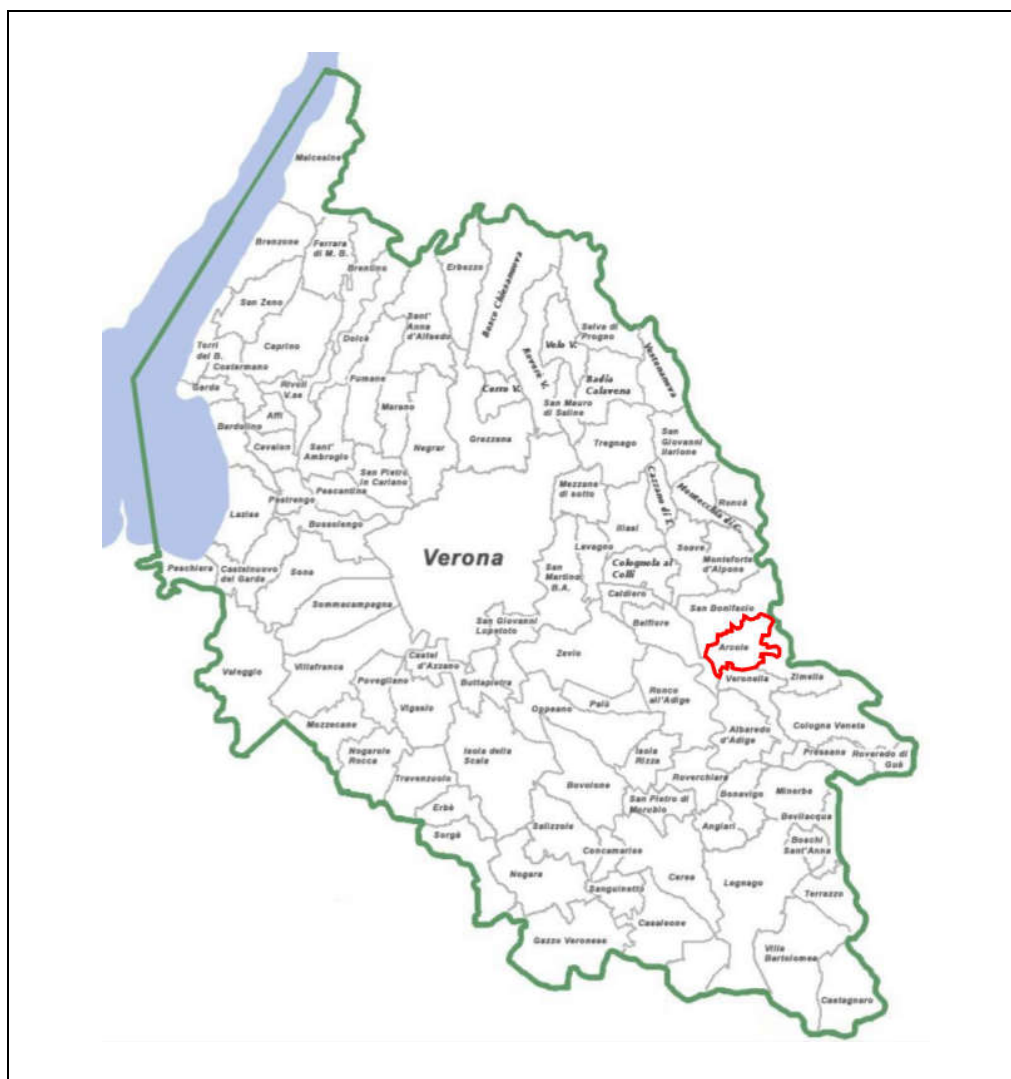 Malcesine
Brenzone
Ferrara
di M. B.
Brentino
Erbezzo
Bosco Chiesanuova
San Zeno
Sant'
Anna
d'Alfaedo
Selva di
Progno
Torri
del B.
Caprino
Dolcè
Velo V.
Roverè V.
Vestenanova
Costermano
Garda
Rivoli
V.se
Fumane
Cerro V.
Badia
Calavena
Affi
Marano
San Mauro
di Saline
Bardolino
Cavaion
Sant'
Ambrogio
Negrar
Grezzana
Tregnago
San
Giovanni
Ilarione
San Pietro
in Cariano
Pescantina
Pastrengo
Mezzane
di sotto
Cazzano di T.
Montecchia di C.
Roncà
Lazise
Bussolengo
Illasi
Verona
Lavagno
Soave
Monteforte
d'Alpone
Peschiera
Castelnuovo
del Garda
Sona
San
Martino
B.A.
Colognola ai
Colli
Caldiero
Sommacampagna
San Bonifacio
San Giovanni
Lupatoto
Belfiore
Arcole
Valeggio
Villafranca
Castel
d'Azzano
Zevio
Veronella
Zimella
Povegliano
Buttapietra
Ronco
all'Adige
Mozzecane
Vigasio
Oppeano
Palù
Albaredo
d'Adige
Cologna Veneta
Nogarole
Rocca
Isola della
Scala
Isola
Rizza
Pressana
Roveredo di
Guà
Trevenzuolo
Roverchiara
Bovolone
Bonavigo
Minerbe
Erbè
San Pietro di
Morubio
Bevilacqua
Sorgà
Salizzole
Angiari
Boschi
Sant'Anna
Concamarise
Nogara
Cerea
Legnago
Sanguinetto
Terrazzo
Casaleone
Gazzo Veronese
Villa
Bartolomea
Castagnaro